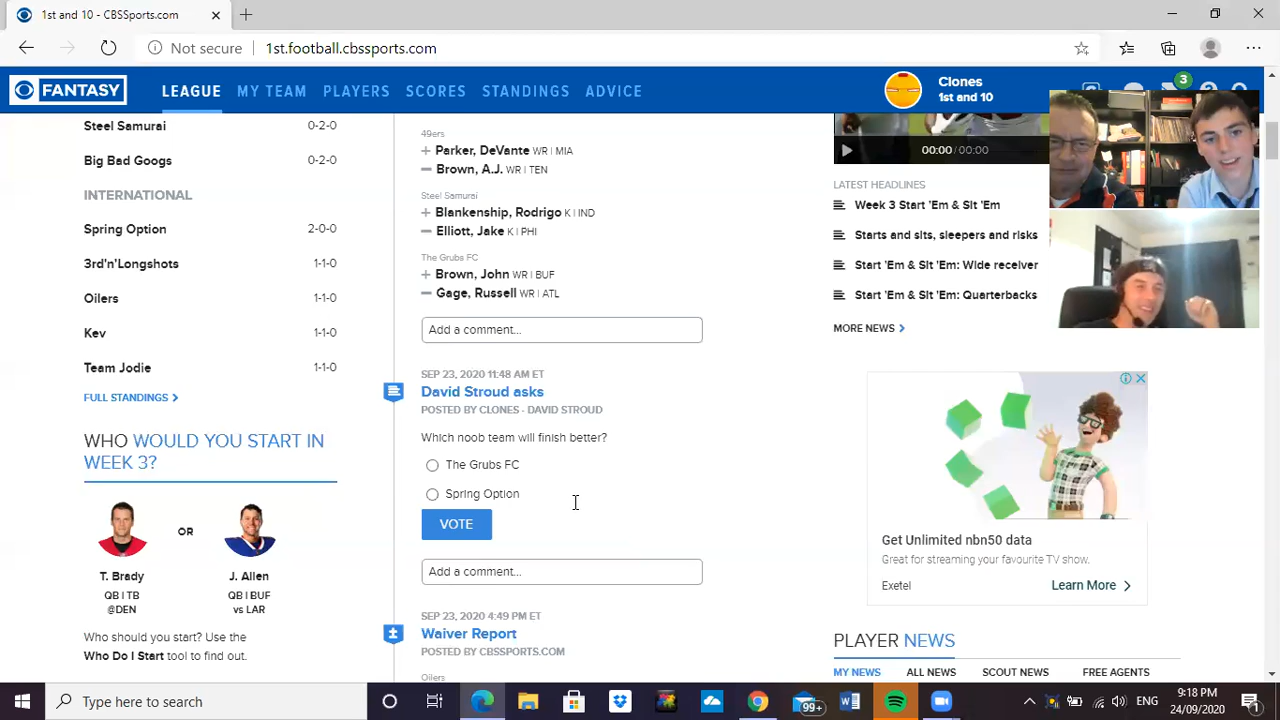 1st and 10 - CBSSports.com
Not secure 1st.football.cbssports.com
FANTASY LEAGUE MY TEAM PLAYERS SCORES STANDINGS ADVICE
Clones
1st and 10
3
Steel Samurai 0-2-0
Big Bad Googs 0-2-0
INTERNATIONAL
Spring Option 2-0-0
3rd'n'Longshots 1-1-0
Oilers 1-1-0
Kev 1-1-0
Team Jodie 1-1-0
FULL STANDINGS
WHO WOULD YOU START IN
WEEK 3?
OR
T. Brady J. Allen
QB | TB QB | BUF
@DEN vs LAR
Who should you start? Use the
Who Do I Start tool to find out.
49ers
Parker, DeVante WR | MIA
Brown, A.J. WR | TEN
Steel Samurai
Blankenship, Rodrigo K | IND
Elliott, Jake K | PHI
The Grubs FC
Brown, John WR | BUF
Gage, Russell WR | ATL
Add a comment...
SEP 23, 2020 11:48 AM ET
David Stroud asks
POSTED BY CLONES - DAVID STROUD
Which noob team will finish better?
The Grubs FC
Spring Option
VOTE
Add a comment...
SEP 23, 2020 4:49 PM ET
Waiver Report
POSTED BY CBSSPORTS.COM
Oilers
00:00 / 00:00
LATEST HEADLINES
Week 3 Start 'Em & Sit 'Em
Starts and sits, sleepers and risks
Start 'Em & Sit 'Em: Wide receiver
Start 'Em & Sit 'Em: Quarterbacks
MORE NEWS
Get Unlimited nbn50 data
Great for streaming your favourite TV show.
Exetel Learn More
PLAYER NEWS
MY NEWS ALL NEWS SCOUT NEWS FREE AGENTS
Type here to search
99+
ENG
9:18 PM
24/09/2020
1